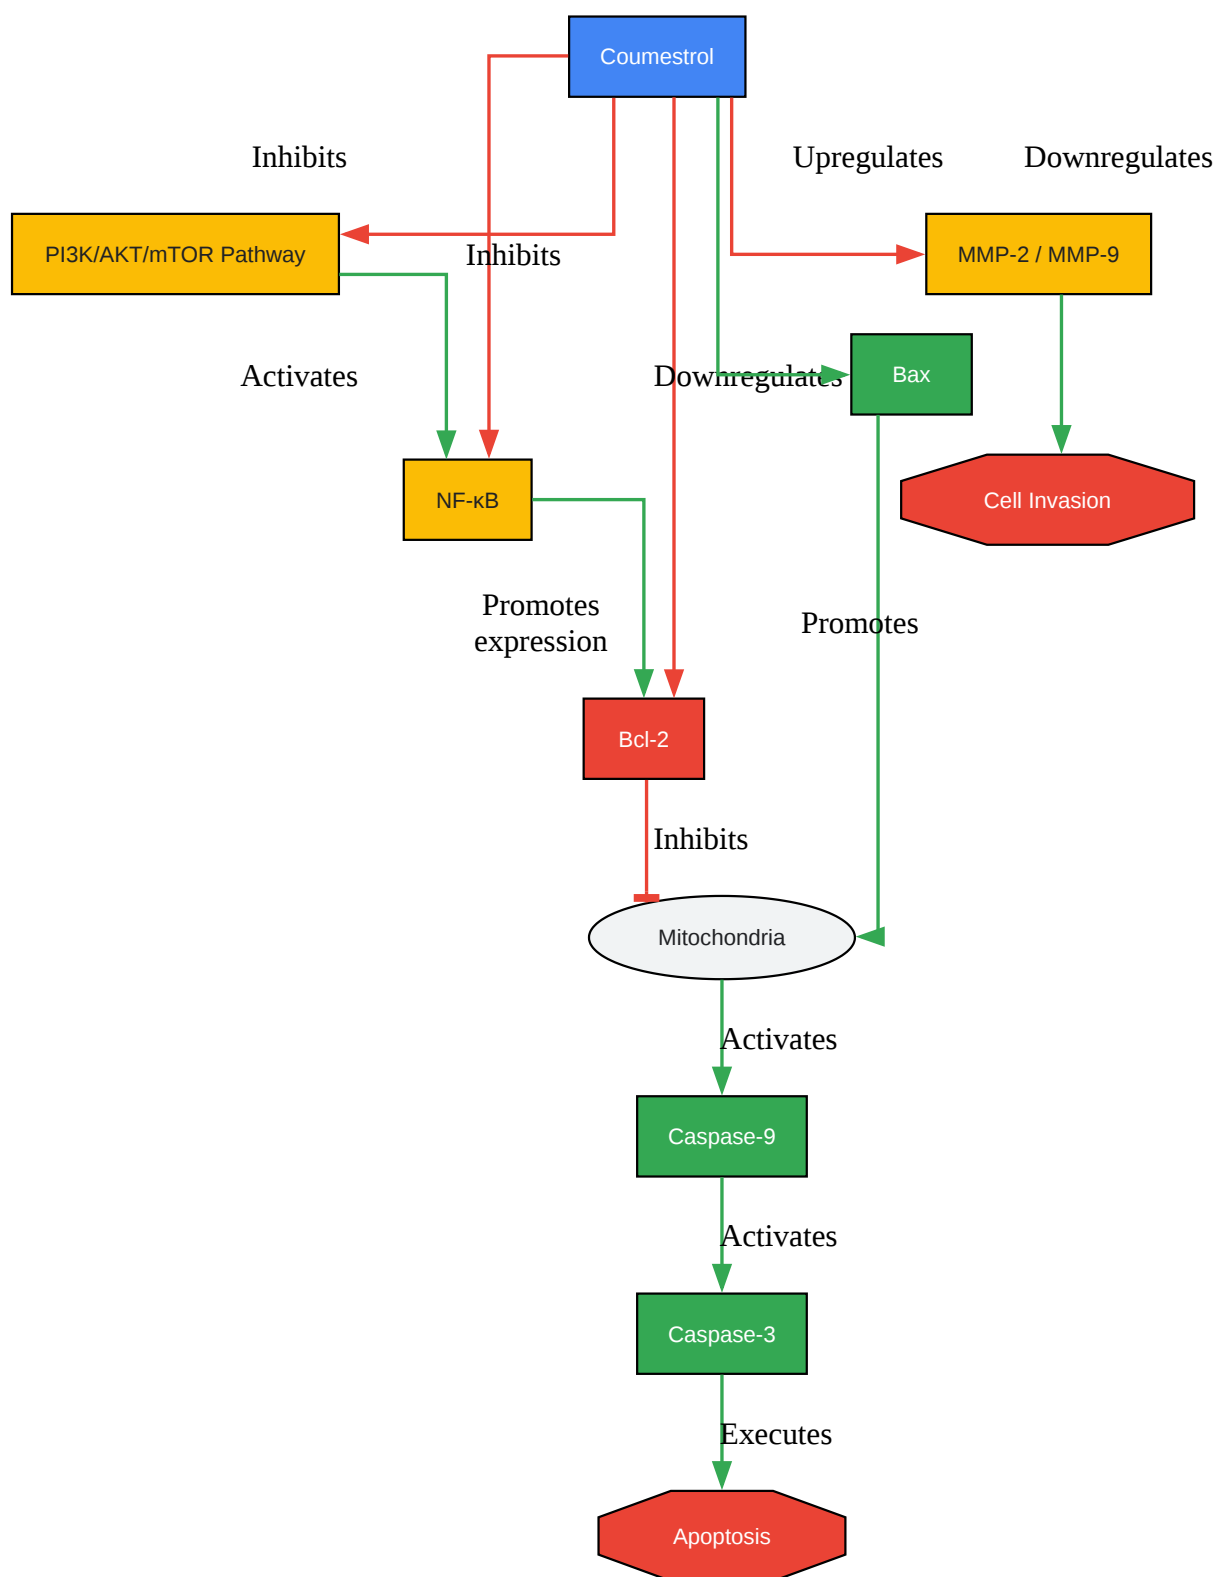 Coumestrol
Inhibits
Upregulates
Downregulates
PI3K/AKT/mTOR Pathway
Inhibits
MMP-2 / MMP-9
Activates
Downregulates
Bax
NF-κB
Cell Invasion
Promotes
expression
Promotes
Bcl-2
Inhibits
Mitochondria
Activates
Caspase-9
Activates
Caspase-3
Executes
Apoptosis